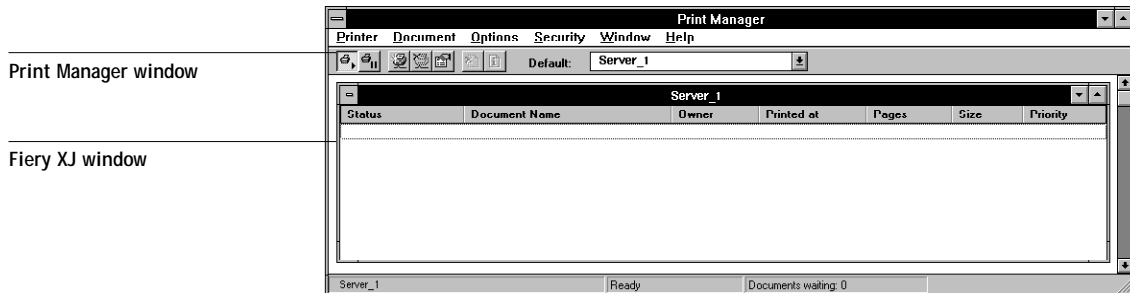 Print Manager
Printer Document Options Security Window Help
Default: Server_1
Print Manager window
Server_1
Status Document Name Owner Printed at Pages Size Priority
Fiery XJ window
Server_1 Ready Documents waiting: 0